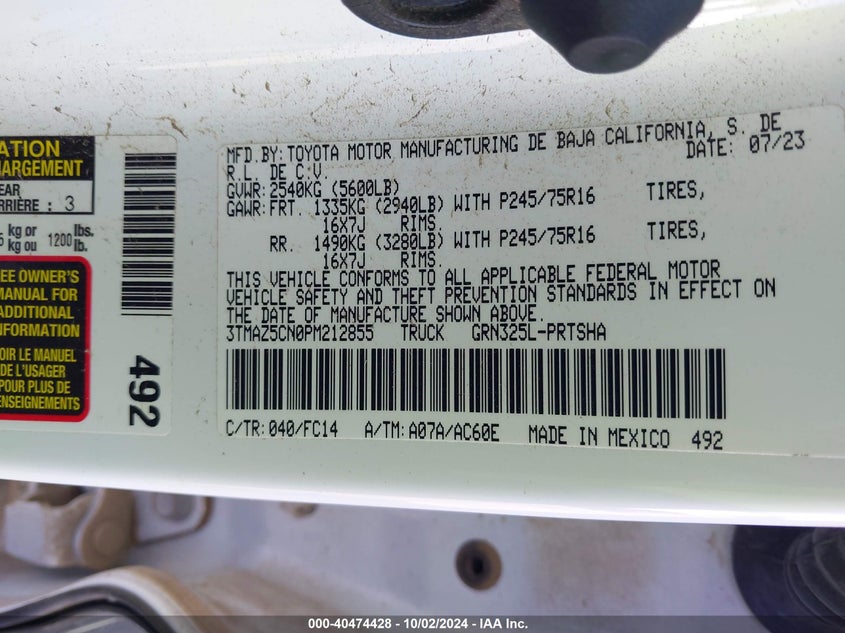 ATION
HARGEMENT
EAR
RRIÈRE : 3
kg or
kg ou 1200 lbs.
lb.
EE OWNER'S
MANUAL FOR
ADDITIONAL
INFORMATION
OIR LE MANUEL
DE L'USAGER
POUR PLUS DE
ENSEIGNEMENTS
492
MFD.BY: TOYOTA MOTOR MANUFACTURING DE BAJA CALIFORNIA, S. DE
R.L. DE C.V. DATE: 07/23
GVWR: 2540KG (5600LB)
GAWR: FRT. 1335KG (2940LB) WITH P245/75R16 TIRES,
16X7J RIMS.
RR. 1490KG (3280LB) WITH P245/75R16 TIRES,
16X7J RIMS.
THIS VEHICLE CONFORMS TO ALL APPLICABLE FEDERAL MOTOR
VEHICLE SAFETY AND THEFT PREVENTION STANDARDS IN EFFECT ON
THE DATE OF MANUFACTURE SHOWN ABOVE.
3TMAZ5CN0PM212855 TRUCK GRN325L-PRTSHA
C/TR: 040/FC14 A/TM: A07A/AC60E MADE IN MEXICO 492
000-40474428 - 10/02/2024 - IAA Inc.